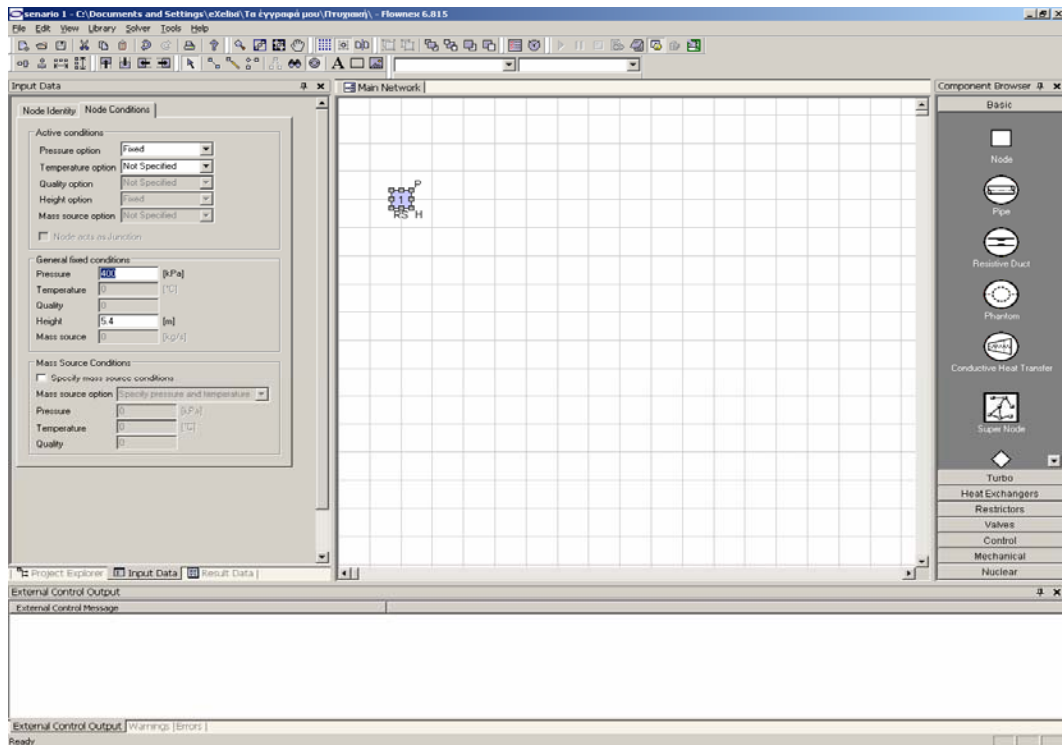 senario 1 - C:\Documents and Settings\eXelixi\Τα έγγραφά μου\Πτυχιακή\ - Flownex 6.815
File Edit View Library Solver Tools Help
A
Input Data
Main Network
Component Browser
Node Identity Node Conditions
Basic
Active conditions
Pressure option Fixed
Temperature option Not Specified
Quality option Not Specified
Height option Fixed
Mass source option Not Specified
Node acts as Junction
General fixed conditions
Pressure 400 [kPa]
Temperature 0 [°C]
Quality 0
Height 5.4 [m]
Mass source 0 [kg/s]
Mass Source Conditions
Specify mass source conditions
Mass source option Specify pressure and temperature
Pressure 0 [kPa]
Temperature 0 [°C]
Quality 0
P
1
RS H
Node
Pipe
Resistive Duct
Phantom
Conductive Heat Transfer
Super Node
Turbo
Heat Exchangers
Restrictors
Valves
Control
Mechanical
Nuclear
Project Explorer Input Data Result Data
External Control Output
External Control Message
External Control Output Warnings Errors
Ready